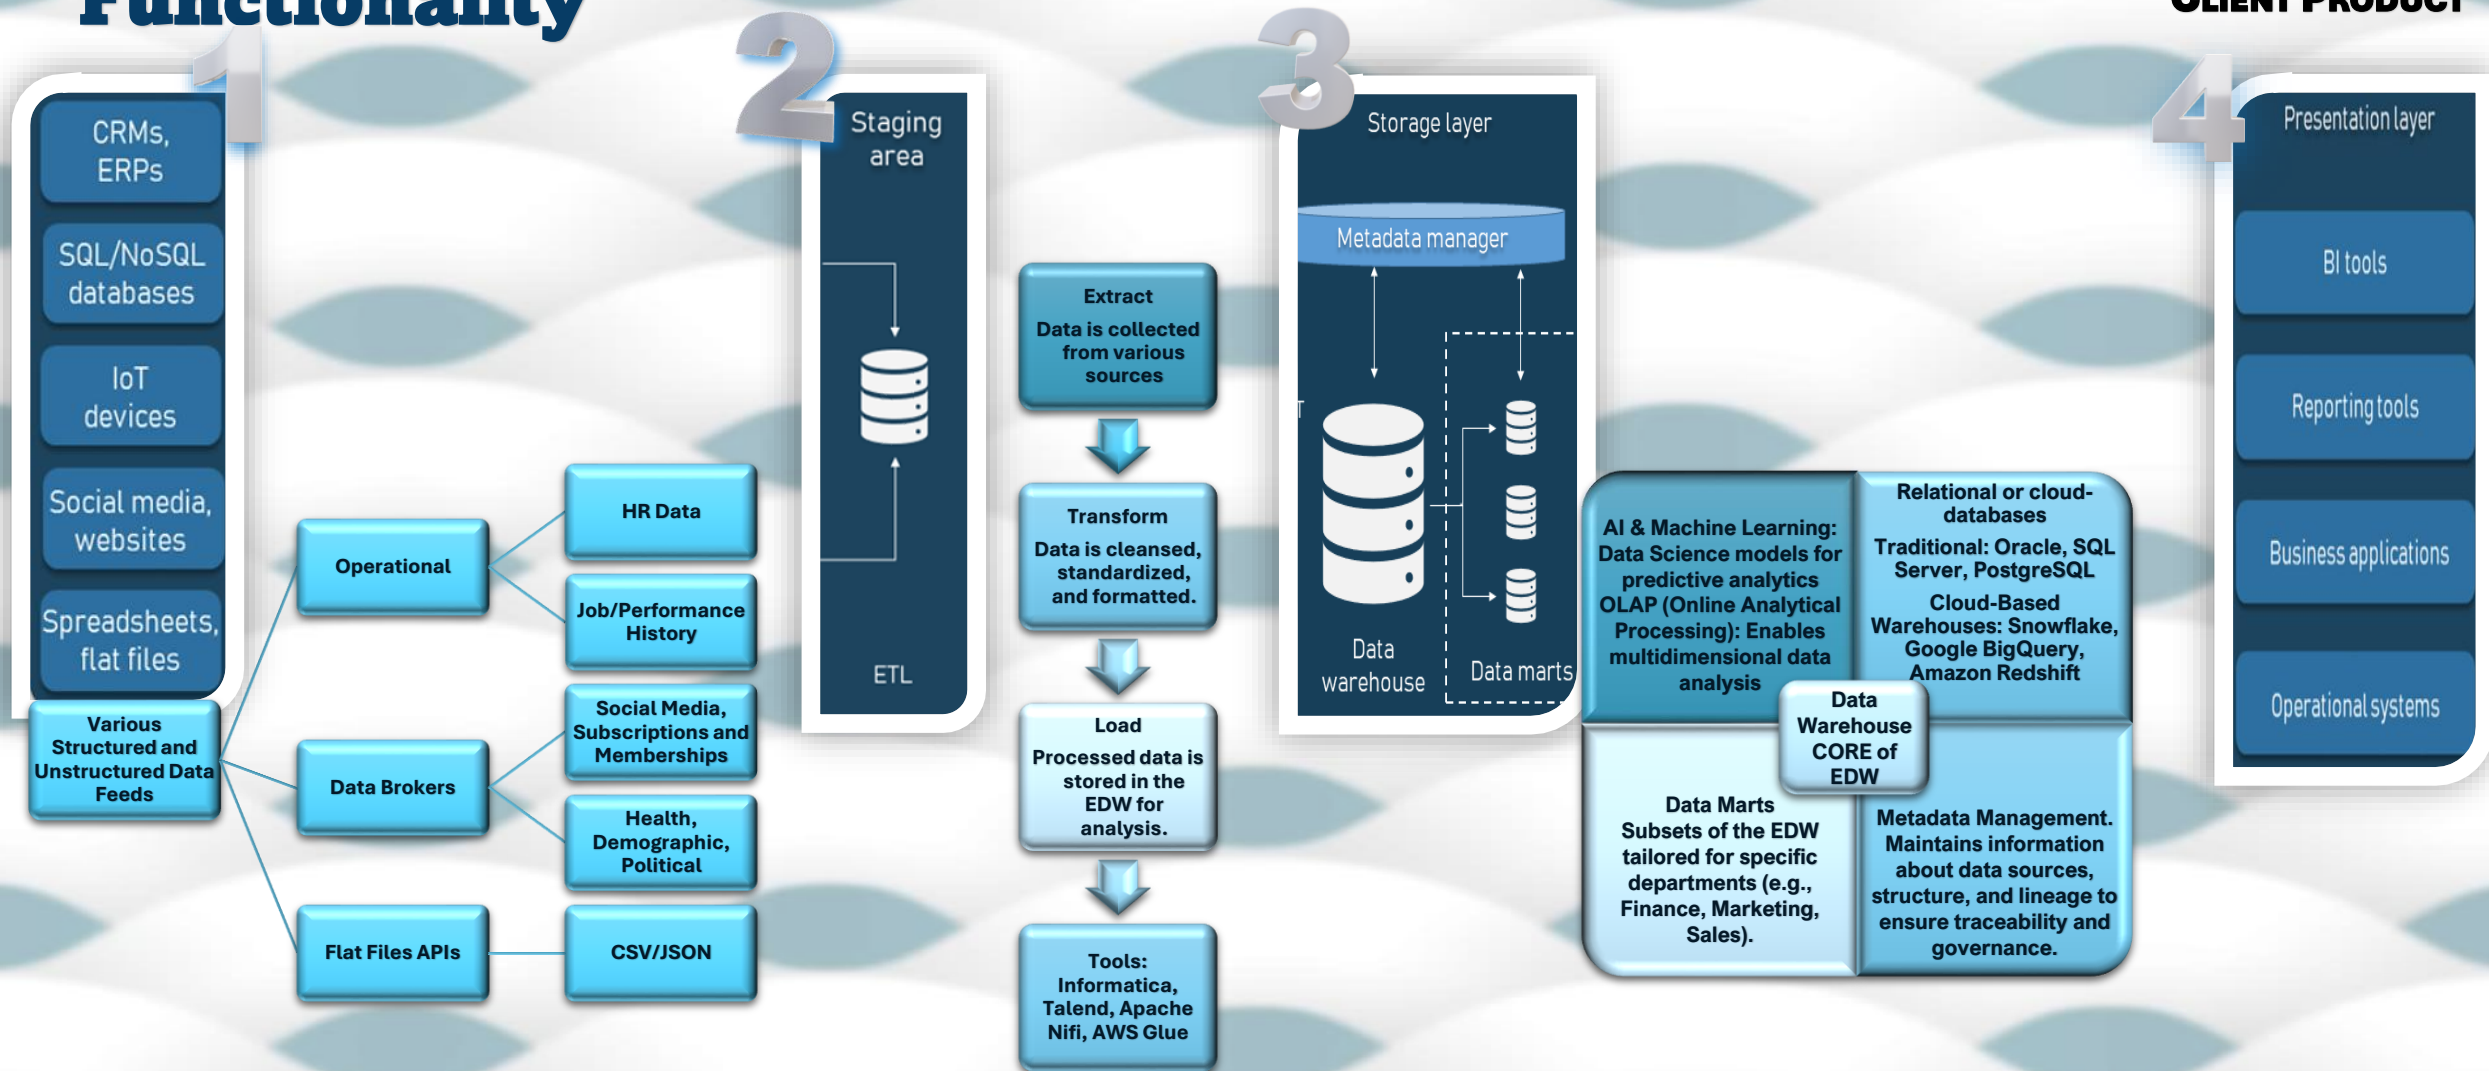 Functionality
CLIENT PRODUCT
1
CRMs,
ERPs
SQL/NoSQL
databases
IoT
devices
Social media,
websites
Spreadsheets,
flat files
Various
Structured and
Unstructured Data
Feeds
Operational
HR Data
Job/Performance
History
Data Brokers
Social Media,
Subscriptions and
Memberships
Health,
Demographic,
Political
Flat Files APIs
CSV/JSON
2
Staging
area
ETL
Extract
Data is collected
from various
sources
Transform
Data is cleansed,
standardized,
and formatted.
Load
Processed data is
stored in the
EDW for
analysis.
Tools:
Informatica,
Talend, Apache
Nifi, AWS Glue
3
Storage layer
Metadata manager
T
Data
warehouse
Data marts
AI & Machine Learning:
Data Science models for
predictive analytics
OLAP (Online Analytical
Processing): Enables
multidimensional data
analysis
Relational or cloud-
databases
Traditional: Oracle, SQL
Server, PostgreSQL
Cloud-Based
Warehouses: Snowflake,
Google BigQuery,
Amazon Redshift
Data
Warehouse
CORE of
EDW
Data Marts
Subsets of the EDW
tailored for specific
departments (e.g.,
Finance, Marketing,
Sales).
Metadata Management.
Maintains information
about data sources,
structure, and lineage to
ensure traceability and
governance.
4
Presentation layer
BI tools
Reporting tools
Business applications
Operational systems